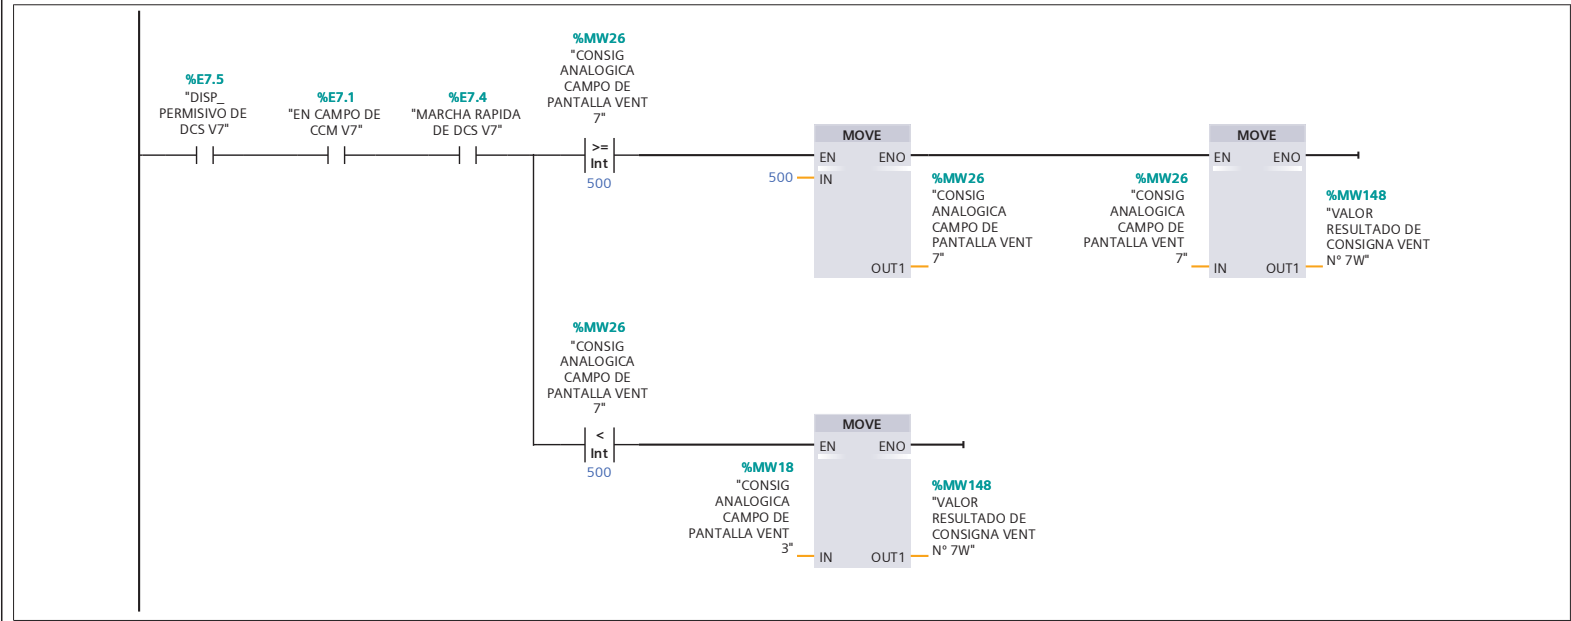 %MW26
"CONSIG
ANALOGICA
CAMPO DE
PANTALLA VENT
7"
%E7.5
"DISP_
PERMISIVO DE
DCS V7"
%E7.1
"EN CAMPO DE
CCM V7"
%E7.4
"MARCHA RAPIDA
DE DCS V7"
>=
Int
500
MOVE
EN ENO
500 IN
OUT1
%MW26
"CONSIG
ANALOGICA
CAMPO DE
PANTALLA VENT
7"
MOVE
EN ENO
%MW26
"CONSIG
ANALOGICA
CAMPO DE
PANTALLA VENT
7"
IN OUT1
%MW148
"VALOR
RESULTADO DE
CONSIGNA VENT
Nº 7W"
%MW26
"CONSIG
ANALOGICA
CAMPO DE
PANTALLA VENT
7"
<
Int
500
MOVE
EN ENO
%MW18
"CONSIG
ANALOGICA
CAMPO DE
PANTALLA VENT
3"
IN OUT1
%MW148
"VALOR
RESULTADO DE
CONSIGNA VENT
Nº 7W"